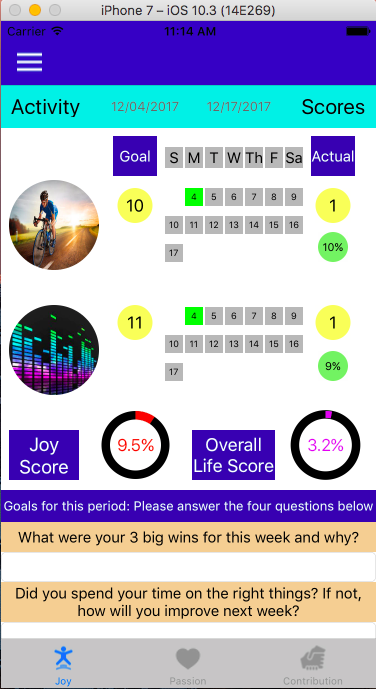 iPhone 7 – iOS 10.3 (14E269)
Carrier 11:14 AM
Activity 12/04/2017 12/17/2017 Scores
Goal S M T W Th F Sa Actual
10 4 5 6 7 8 9 1
10 11 12 13 14 15 16 10%
17
11 4 5 6 7 8 9 1
10 11 12 13 14 15 16
17 9%
Joy
Score
9.5%
Overall
Life Score
3.2%
Goals for this period: Please answer the four questions below
What were your 3 big wins for this week and why?
Did you spend your time on the right things? If not,
how will you improve next week?
Joy Passion Contribution